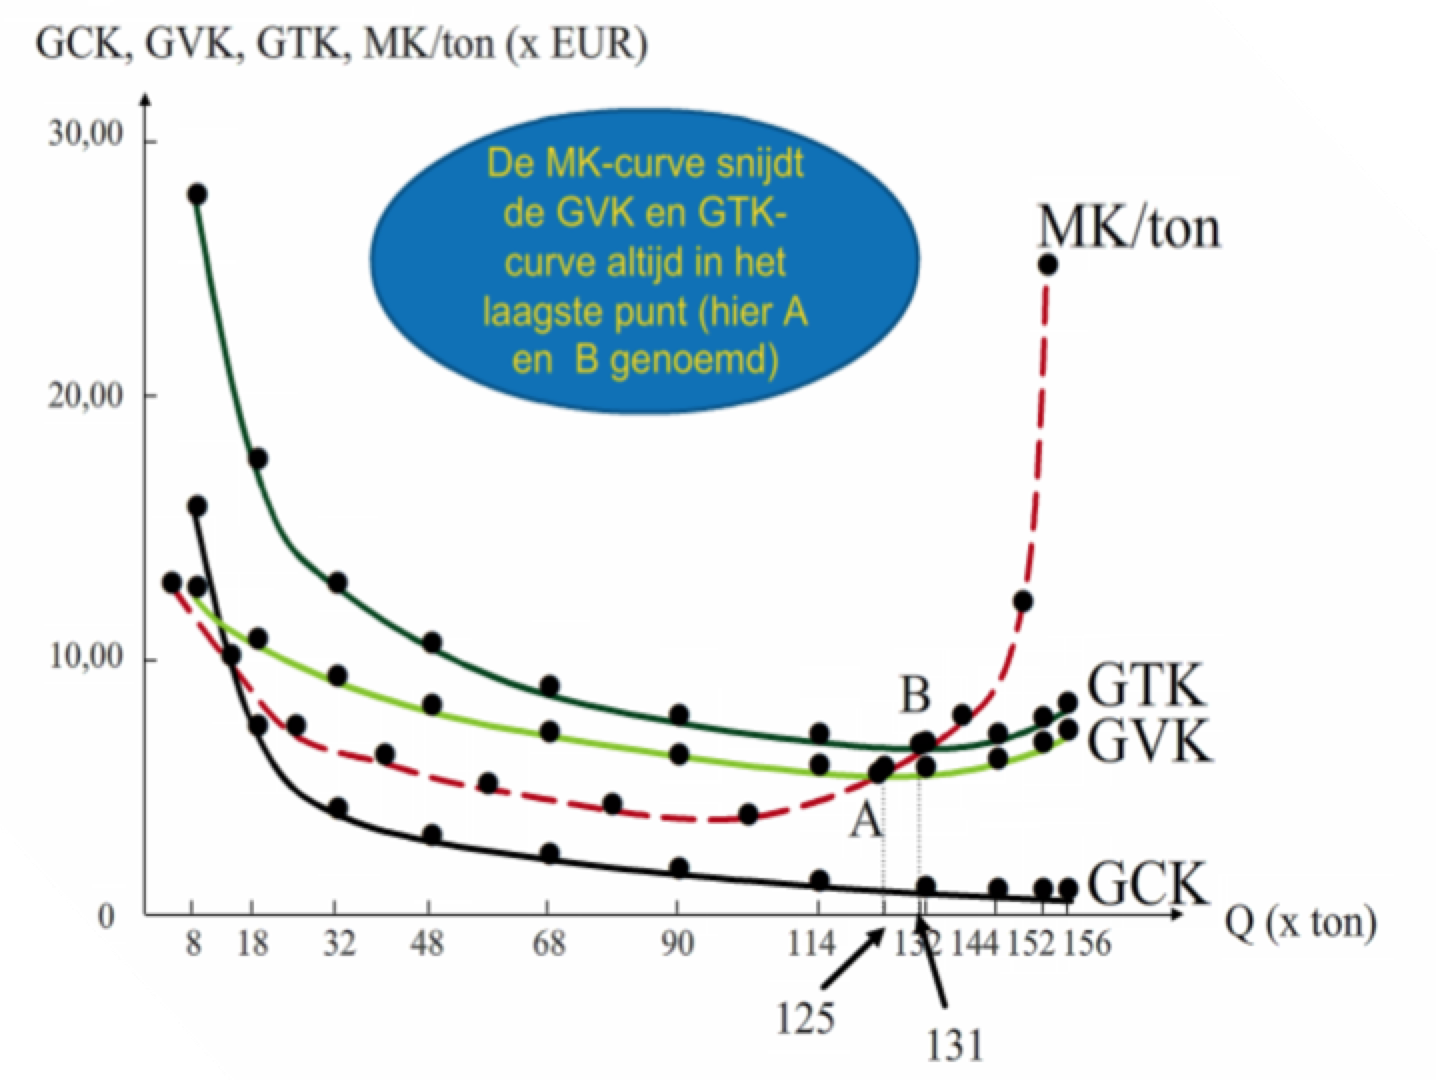 GCK, GVK, GTK, MK/ton (x EUR)
30,00
De MK-curve snijdt
de GVK en GTK-
curve altijd in het
laagste punt (hier A
en B genoemd)
MK/ton
20,00
10,00
B
GTK
GVK
A
GCK
0
8 18 32 48 68 90 114 132 144 152 156
Q (x ton)
125
131